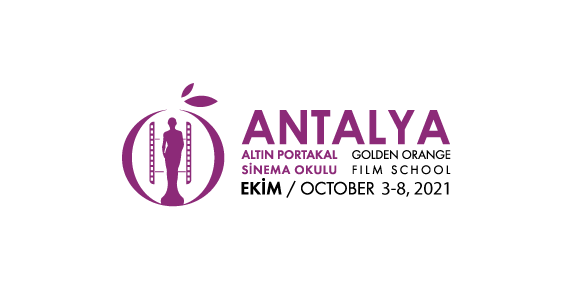 ANTALYA
ALTIN PORTAKAL GOLDEN ORANGE
SİNEMA OKULU FILM SCHOOL
EKİM / OCTOBER 3-8, 2021